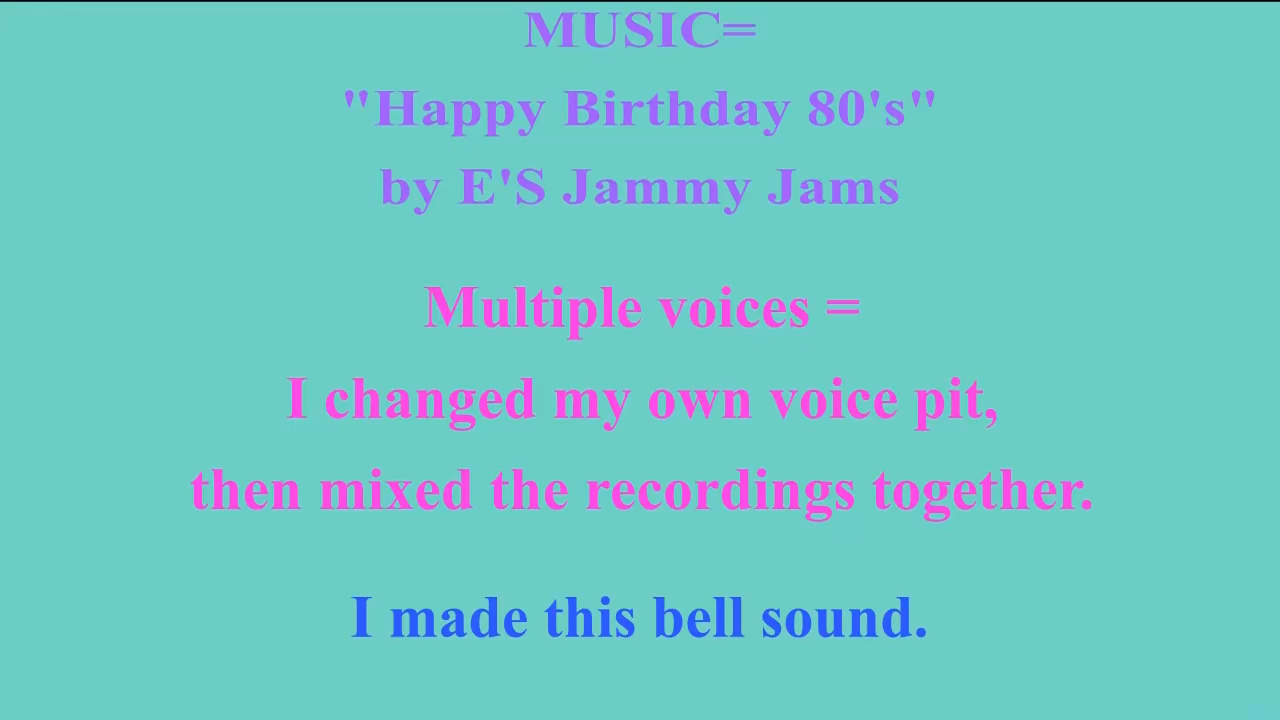 MUSIC=
"Happy Birthday 80's"
by E'S Jammy Jams
Multiple voices =
I changed my own voice pit,
then mixed the recordings together.
I made this bell sound.